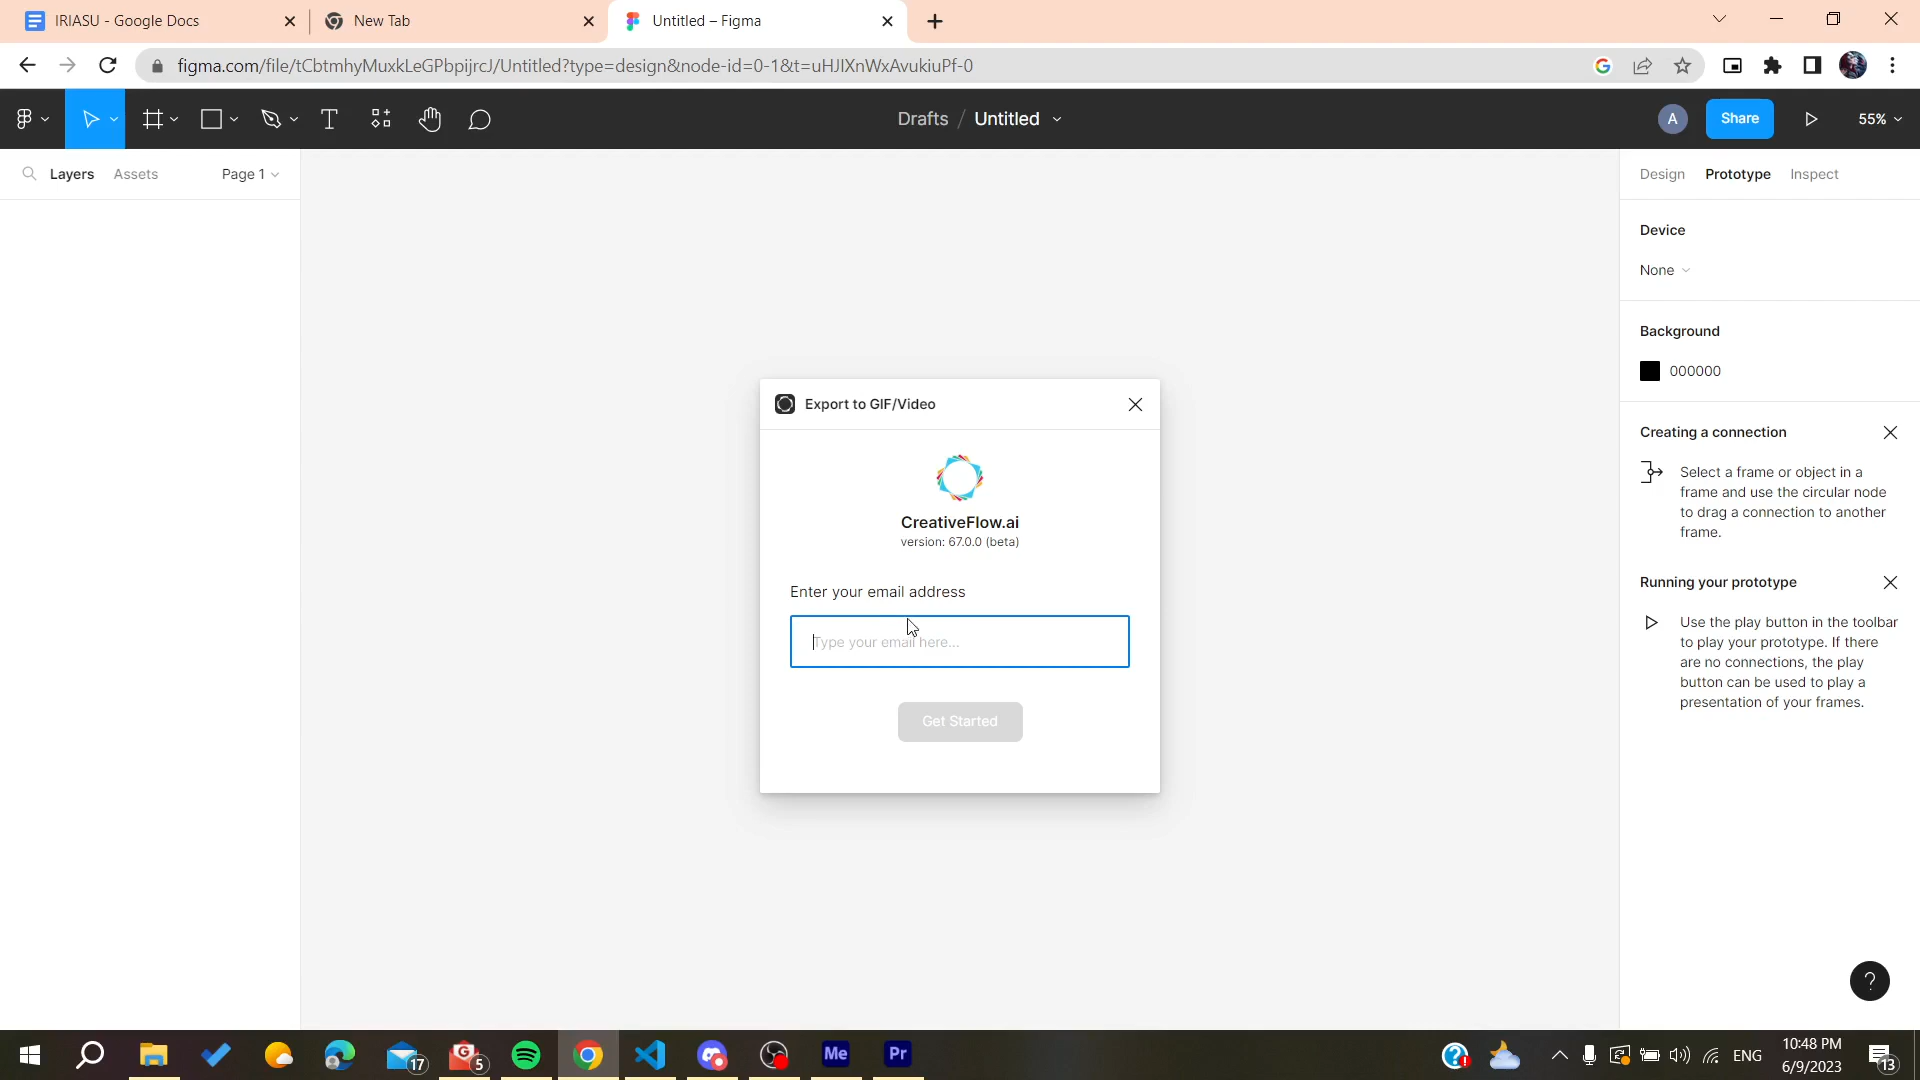 IRIASU - Google Docs
New Tab
Untitled – Figma
figma.com/file/tCbtmhyMuxkLeGPbpijrcJ/Untitled?type=design&node-id=0-1&t=uHJIXnWxAvukiuPf-0
Drafts / Untitled
A
Share
55%
Layers
Assets
Page 1
Design
Prototype
Inspect
Device
None
Background
000000
Creating a connection
Select a frame or object in a
frame and use the circular node
to drag a connection to another
frame.
Running your prototype
Use the play button in the toolbar
to play your prototype. If there
are no connections, the play
button can be used to play a
presentation of your frames.
Export to GIF/Video
CreativeFlow.ai
version: 67.0.0 (beta)
Enter your email address
Type your email here...
Get Started
?
17
G
5
Me
Pr
ENG
10:48 PM
6/9/2023
13